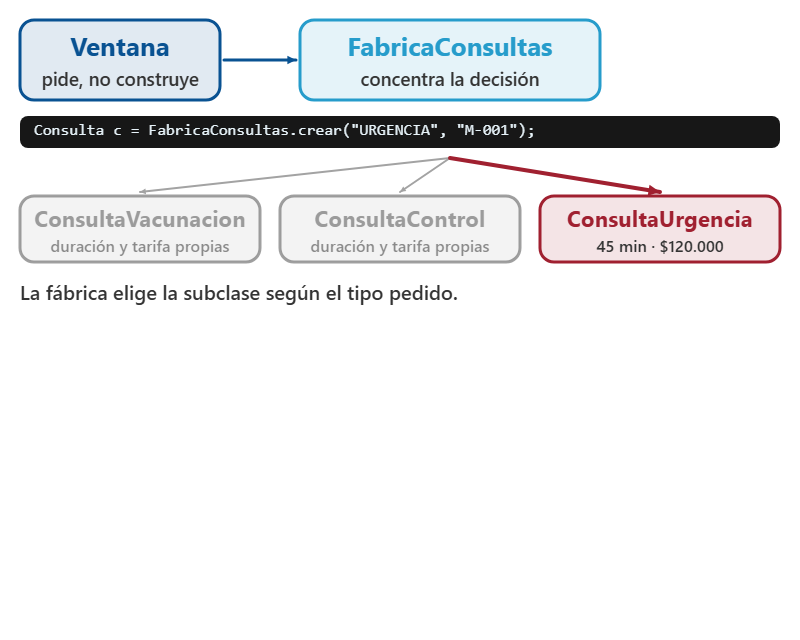 Ventana
pide, no construye
FabricaConsultas
concentra la decisión
Consulta c = FabricaConsultas.crear("URGENCIA", "M-001");
ConsultaVacunacion
duración y tarifa propias
ConsultaControl
duración y tarifa propias
ConsultaUrgencia
45 min · $120.000
La fábrica elige la subclase según el tipo pedido.